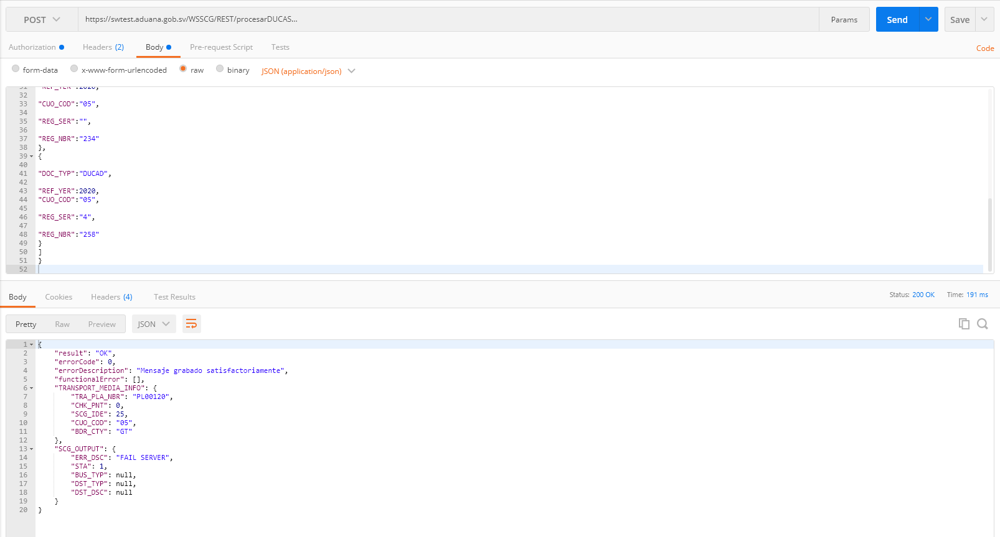 POST https://swtest.aduana.gob.sv/WSSCG/REST/procesarDUCAS... Params Send Save
Authorization Headers (2) Body Pre-request Script Tests Code
form-data x-www-form-urlencoded raw binary JSON (application/json)
31 "REF_YER":2020,
32
33 "CUO_COD":"05",
34
35 "REG_SER":"",
36
37 "REG_NBR":"234"
38 },
39 {
40
41 "DOC_TYP":"DUCAD",
42
43 "REF_YER":2020,
44 "CUO_COD":"05",
45
46 "REG_SER":"4",
47
48 "REG_NBR":"258"
49 }
50 ]
51 }
52
Body Cookies Headers (4) Test Results Status: 200 OK Time: 191 ms
Pretty Raw Preview JSON
1 {
2 "result": "OK",
3 "errorCode": 0,
4 "errorDescription": "Mensaje grabado satisfactoriamente",
5 "functionalError": [],
6 "TRANSPORT_MEDIA_INFO": {
7 "TRA_PLA_NBR": "PL00120",
8 "CHK_PNT": 0,
9 "SCG_IDE": 25,
10 "CUO_COD": "05",
11 "BDR_CTY": "GT"
12 },
13 "SCG_OUTPUT": {
14 "ERR_DSC": "FAIL SERVER",
15 "STA": 1,
16 "BUS_TYP": null,
17 "DST_TYP": null,
18 "DST_DSC": null
19 }
20 }